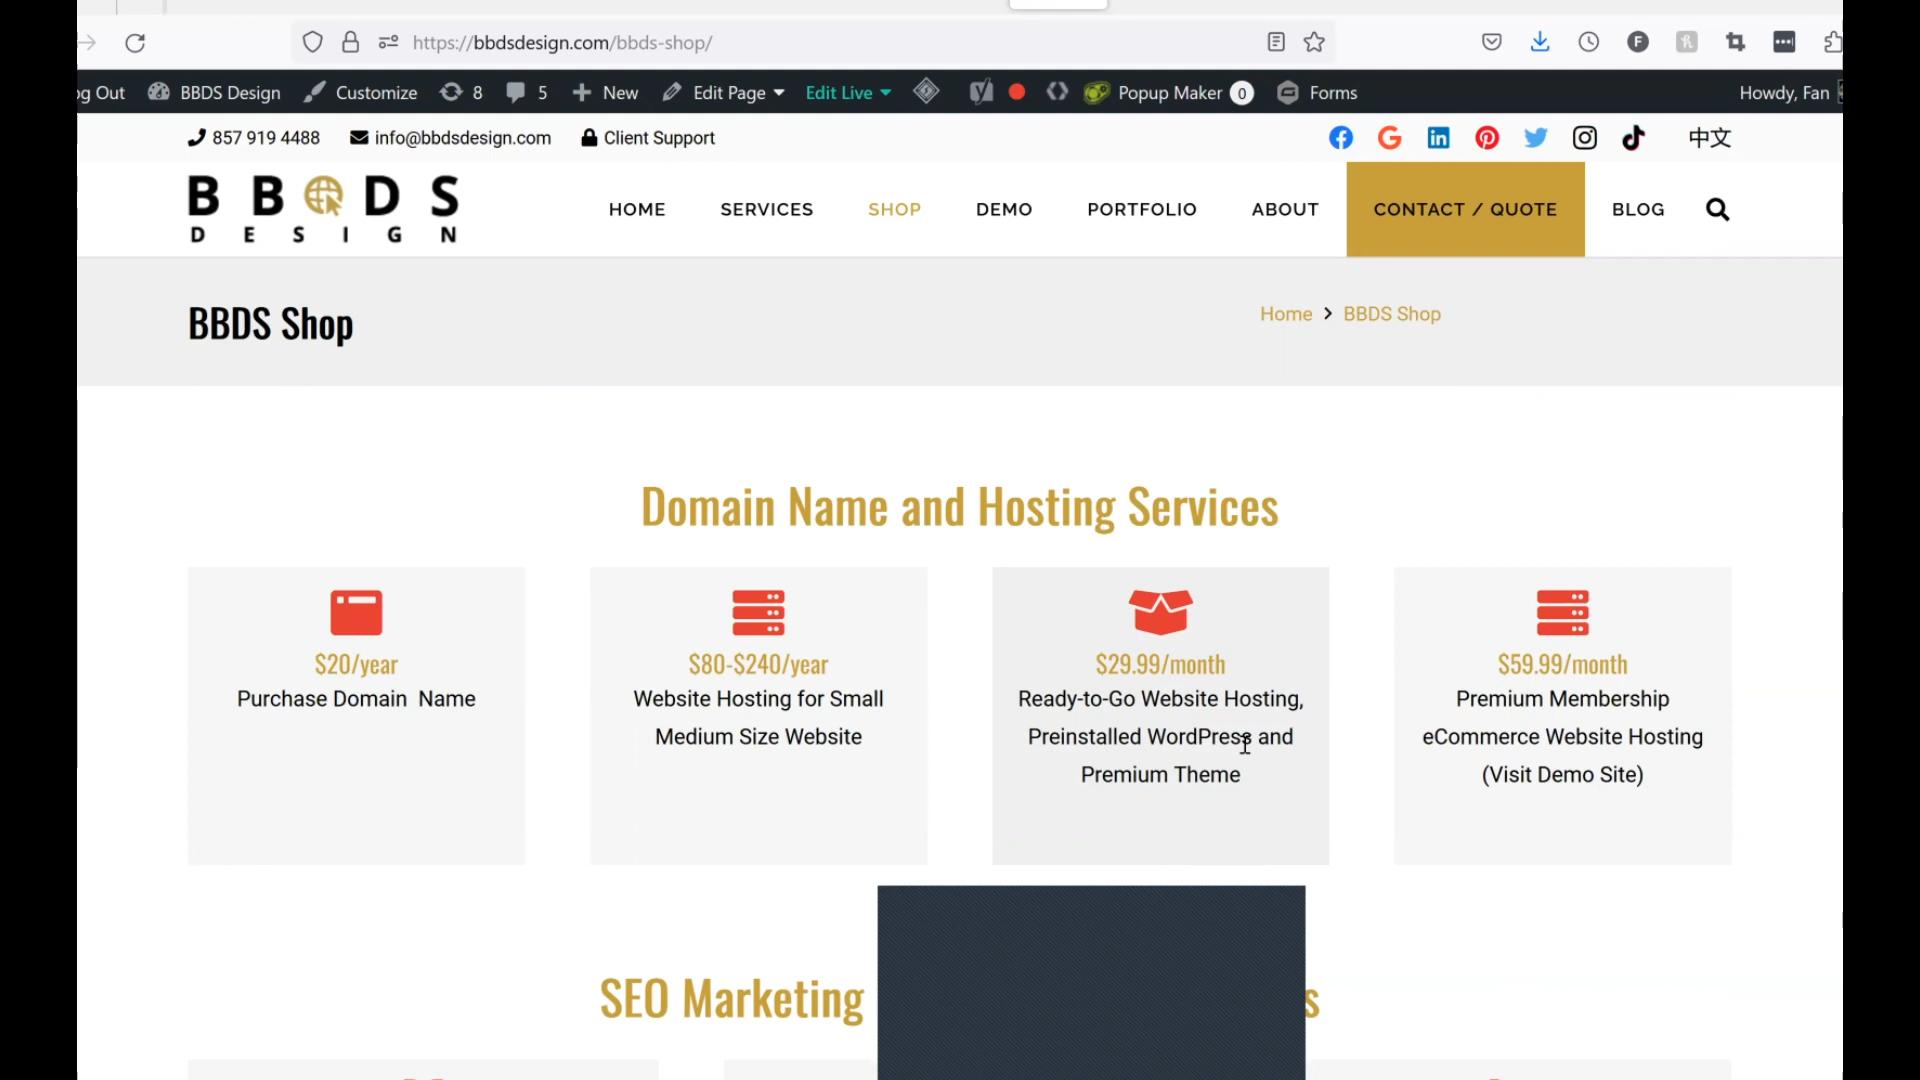 https://bbdsdesign.com/bbds-shop/
og Out BBDS Design Customize 8 5 New Edit Page Edit Live Popup Maker 0 Forms Howdy, Fan
857 919 4488 info@bbdsdesign.com Client Support 中文
BBDS
DESIGN
HOME SERVICES SHOP DEMO PORTFOLIO ABOUT CONTACT / QUOTE BLOG
BBDS Shop
Home > BBDS Shop
Domain Name and Hosting Services
$20/year
Purchase Domain Name
$80-$240/year
Website Hosting for Small
Medium Size Website
$29.99/month
Ready-to-Go Website Hosting,
Preinstalled WordPress and
Premium Theme
$59.99/month
Premium Membership
eCommerce Website Hosting
(Visit Demo Site)
SEO Marketing